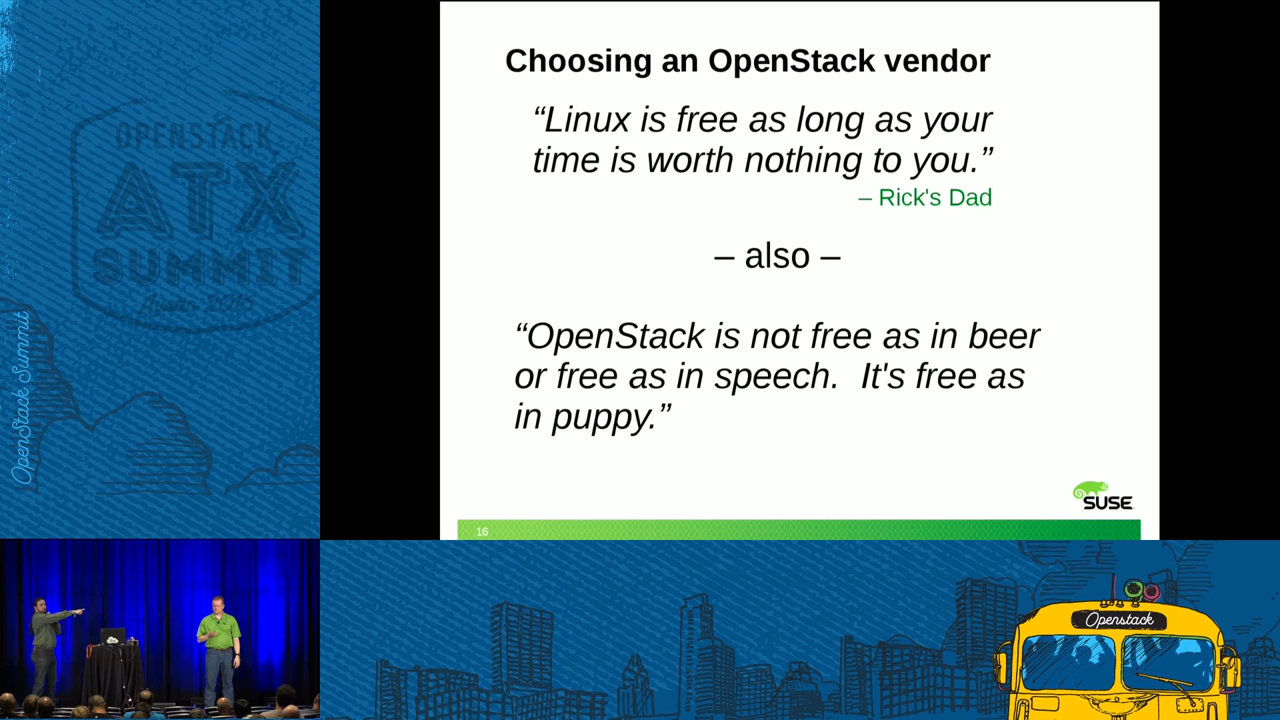 OPENSTACK
ATX
SUMMIT
Austin 2016
OpenStack Summit
Choosing an OpenStack vendor
“Linux is free as long as your
time is worth nothing to you.”
– Rick's Dad
– also –
“OpenStack is not free as in beer
or free as in speech.  It's free as
in puppy.”
SUSE
16
Openstack